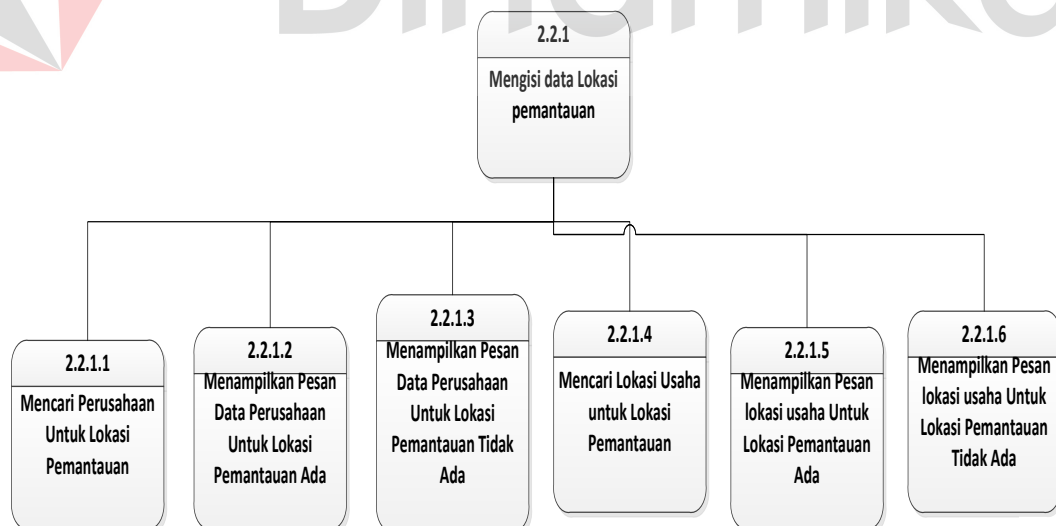 Dinamika
2.2.1
Mengisi data Lokasi
pemantauan
2.2.1.1
Mencari Perusahaan
Untuk Lokasi
Pemantauan
2.2.1.2
Menampilkan Pesan
Data Perusahaan
Untuk Lokasi
Pemantauan Ada
2.2.1.3
Menampilkan Pesan
Data Perusahaan
Untuk Lokasi
Pemantauan Tidak
Ada
2.2.1.4
Mencari Lokasi Usaha
untuk Lokasi
Pemantauan
2.2.1.5
Menampilkan Pesan
lokasi usaha Untuk
Lokasi Pemantauan
Ada
2.2.1.6
Menampilkan Pesan
lokasi usaha Untuk
Lokasi Pemantauan
Tidak Ada